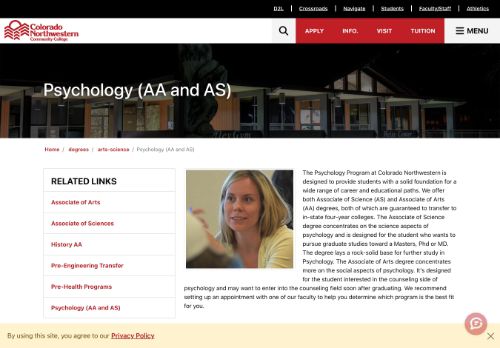 D2L | Crossroads | Navigate | Students | Faculty/Staff | Athletics
Colorado
Northwestern
Community College
APPLY INFO. VISIT TUITION MENU
Psychology (AA and AS)
Home / degrees / arts-science / Psychology (AA and AS)
RELATED LINKS
Associate of Arts
Associate of Sciences
History AA
Pre-Engineering Transfer
Pre-Health Programs
Psychology (AA and AS)
The Psychology Program at Colorado Northwestern is
designed to provide students with a solid foundation for a
wide range of career and educational paths. We offer
both Associate of Science (AS) and Associate of Arts
(AA) degrees, both of which are guaranteed to transfer to
in-state four-year colleges. The Associate of Science
degree concentrates on the science aspects of
psychology and is designed for the student who wants to
pursue graduate studies toward a Masters, Phd or MD.
The degree lays a rock-solid base for further study in
Psychology. The Associate of Arts degree concentrates
more on the social aspects of psychology. It's designed
for the student interested in the counseling side of
psychology and may want to enter into the counseling field soon after graduating. We recommend
setting up an appointment with one of our faculty to help you determine which program is the best fit
for you.
By using this site, you agree to our Privacy Policy